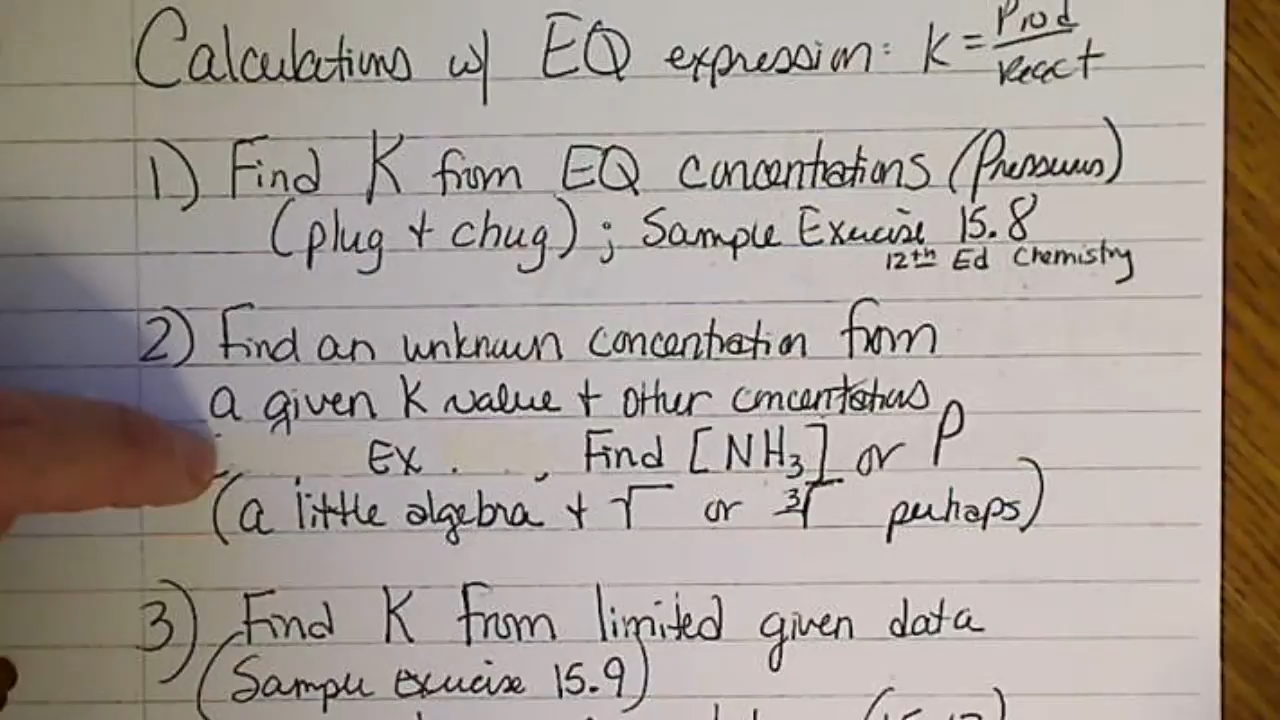 Calculations w/ EQ expression: K = Prod/React
1) Find K from EQ concentrations (Pressures)
(plug + chug) ; Sample Exercise 15.8
12th Ed Chemistry
2) Find an unknown concentration from
a given K value + other concentrations
Ex . , Find [NH3] or P
(a little algebra + √ or ³√ perhaps)
3) Find K from limited given data
(Sample exercise 15.9)